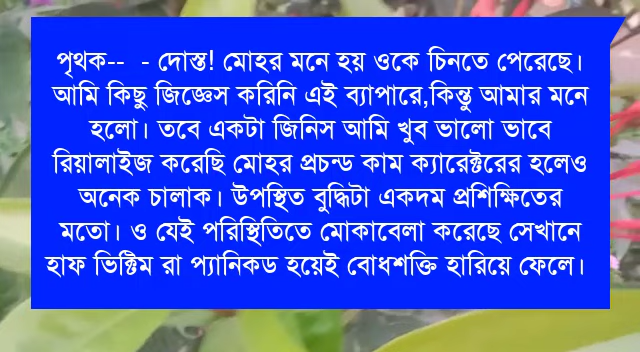 পৃথক--  - দোস্ত! মোহর মনে হয় ওকে চিনতে পেরেছে।
আমি কিছু জিজ্ঞেস করিনি এই ব্যাপারে,কিন্তু আমার মনে
হলো। তবে একটা জিনিস আমি খুব ভালো ভাবে
রিয়ালাইজ করেছি মোহর প্রচন্ড কাম ক্যারেক্টরের হলেও
অনেক চালাক। উপস্থিত বুদ্ধিটা একদম প্রশিক্ষিতের
মতো। ও যেই পরিস্থিতিতে মোকাবেলা করেছে সেখানে
হাফ ভিক্টিম রা প্যানিকড হয়েই বোধশক্তি হারিয়ে ফেলে।